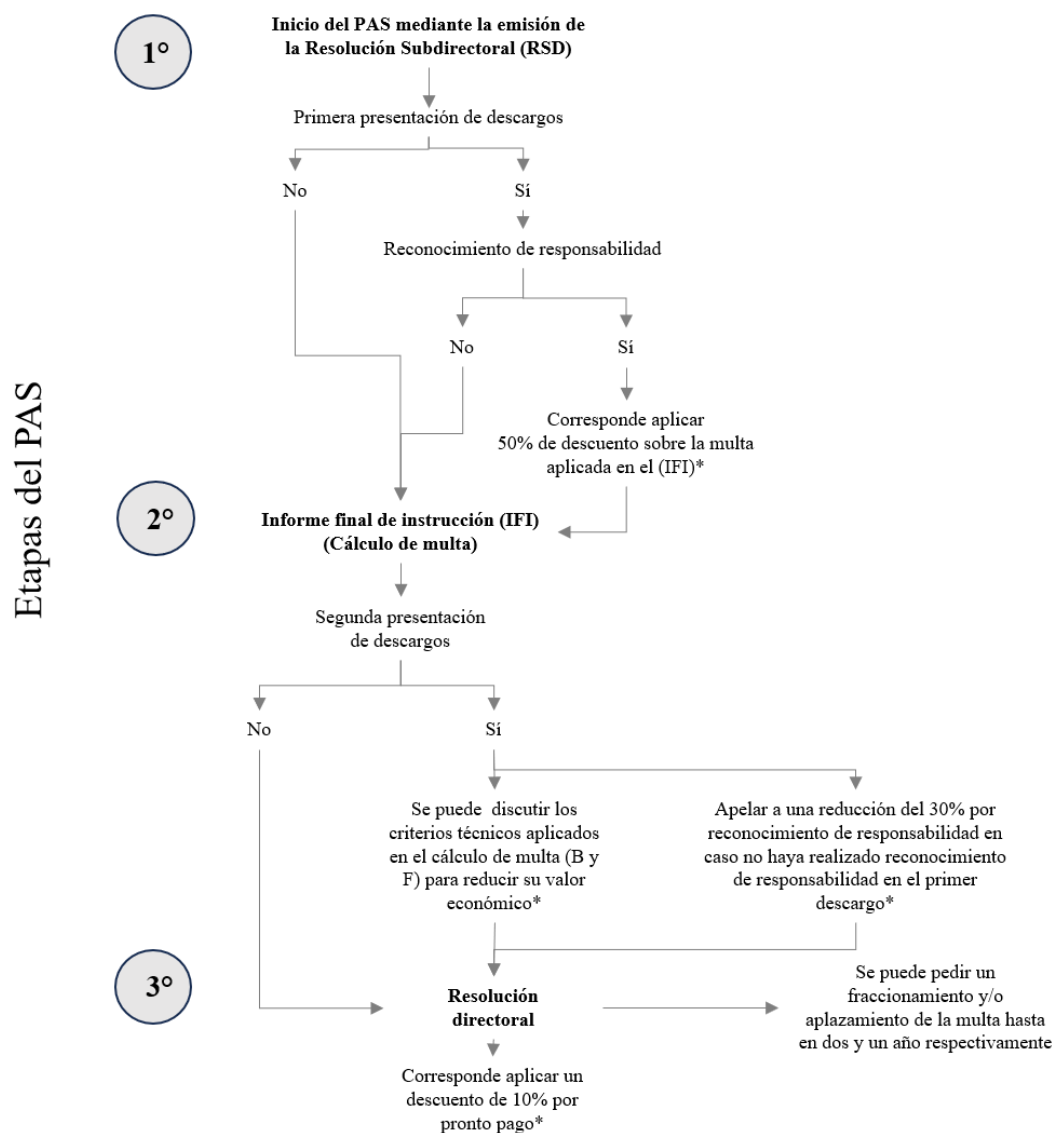 Etapas del PAS
1°
Inicio del PAS mediante la emisión de
la Resolución Subdirectoral (RSD)
Primera presentación de descargos
No
Sí
Reconocimiento de responsabilidad
No
Sí
Corresponde aplicar
50% de descuento sobre la multa
aplicada en el (IFI)*
2°
Informe final de instrucción (IFI)
(Cálculo de multa)
Segunda presentación
de descargos
No
Sí
Se puede discutir los
criterios técnicos aplicados
en el cálculo de multa (B y
F) para reducir su valor
económico*
Apelar a una reducción del 30% por
reconocimiento de responsabilidad en
caso no haya realizado reconocimiento
de responsabilidad en el primer
descargo*
3°
Resolución
directoral
Se puede pedir un
fraccionamiento y/o
aplazamiento de la multa hasta
en dos y un año respectivamente
Corresponde aplicar un
descuento de 10% por
pronto pago*